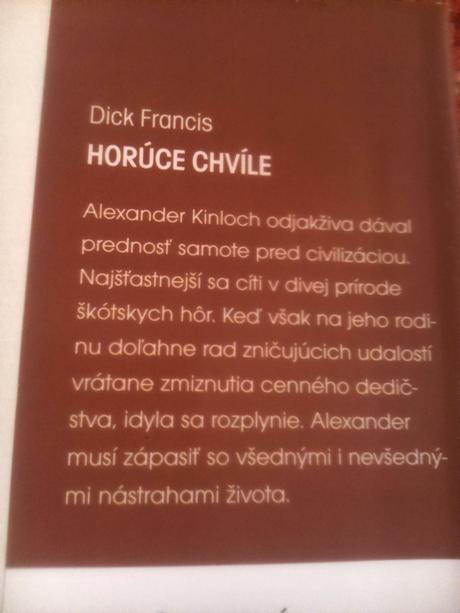 Dick Francis
HORÚCE CHVÍLE
Alexander Kinloch odjakživa dával
prednosť samote pred civilizáciou.
Najšťastnejší sa cíti v divej prírode
škótskych hôr. Keď však na jeho rodi-
nu doľahne rad zničujúcich udalostí
vrátane zmiznutia cenného dedič-
stva, idyla sa rozplynie. Alexander
musí zápasiť so všednými i nevšedný-
mi nástrahami života.